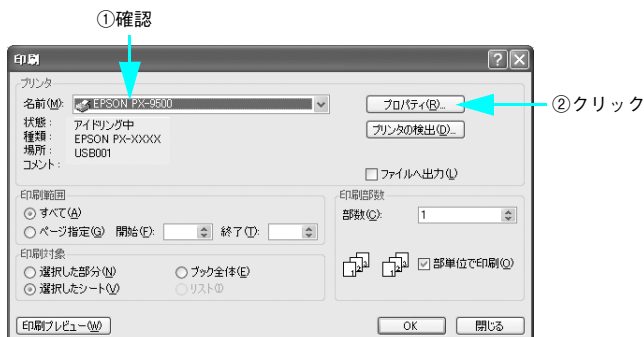 ①確認
印刷
プリンタ
名前(M): EPSON PX-9500
プロパティ(R)...
②クリック
状態： アイドリング中
種類： EPSON PX-XXXX
場所： USB001
コメント：
プリンタの検出(D)...
ファイルへ出力(L)
印刷範囲
すべて(A)
ページ指定(G) 開始(F): 終了(T):
印刷部数
部数(C): 1
印刷対象
選択した部分(N) ブック全体(E)
選択したシート(V) リスト(I)
1 2 3 1 2 3 部単位で印刷(O)
印刷プレビュー(W) OK 閉じる